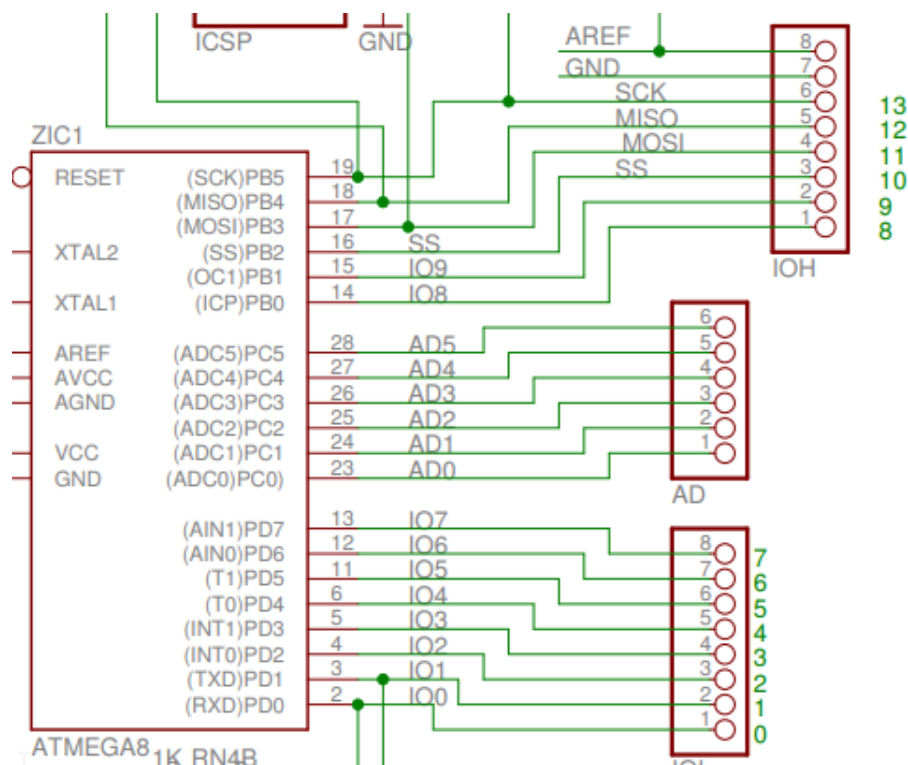 ICSP
GND
AREF
8
GND
7
SCK
6
13
MISO
5
12
MOSI
4
11
SS
3
10
2
9
1
8
IOH
ZIC1
RESET
(SCK)PB5
19
(MISO)PB4
18
(MOSI)PB3
17
XTAL2
(SS)PB2
16
SS
(OC1)PB1
15
IO9
XTAL1
(ICP)PB0
14
IO8
AREF
(ADC5)PC5
28
AD5
AVCC
(ADC4)PC4
27
AD4
AGND
(ADC3)PC3
26
AD3
(ADC2)PC2
25
AD2
VCC
(ADC1)PC1
24
AD1
GND
(ADC0)PC0)
23
AD0
6
5
4
3
2
1
AD
(AIN1)PD7
13
IO7
(AIN0)PD6
12
IO6
(T1)PD5
11
IO5
(T0)PD4
6
IO4
(INT1)PD3
5
IO3
(INT0)PD2
4
IO2
(TXD)PD1
3
IO1
(RXD)PD0
2
IO0
8
7
7
6
6
5
5
4
4
3
3
2
2
1
1
0
ATMEGA8
1K RN4B